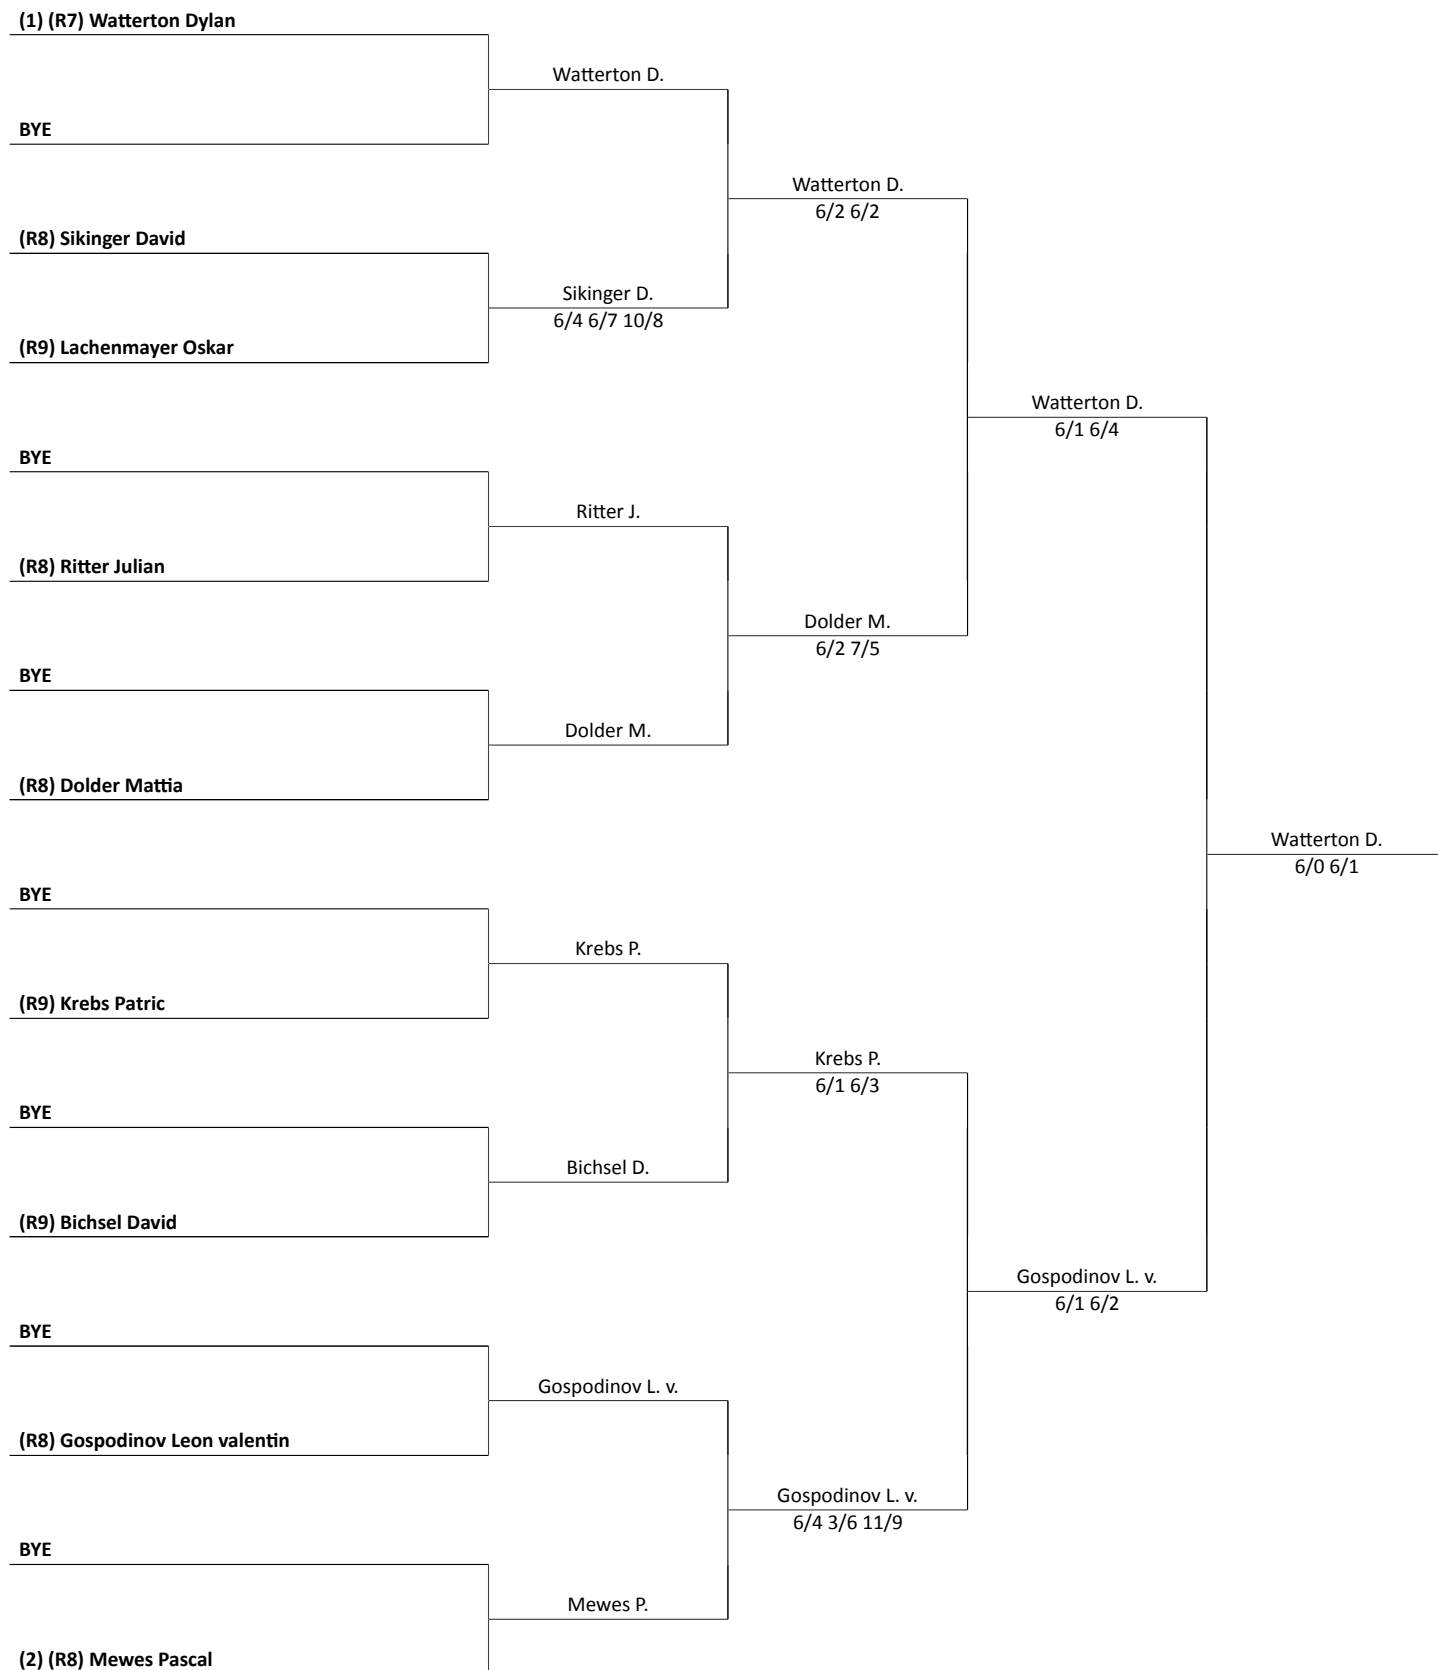 (1) (R7) Watterton Dylan
Watterton D.
BYE
Watterton D.
6/2 6/2
(R8) Sikinger David
Sikinger D.
6/4 6/7 10/8
(R9) Lachenmayer Oskar
Watterton D.
6/1 6/4
BYE
Ritter J.
(R8) Ritter Julian
Dolder M.
6/2 7/5
BYE
Dolder M.
(R8) Dolder Mattia
Watterton D.
6/0 6/1
BYE
Krebs P.
(R9) Krebs Patric
Krebs P.
6/1 6/3
BYE
Bichsel D.
(R9) Bichsel David
Gospodinov L. v.
6/1 6/2
BYE
Gospodinov L. v.
(R8) Gospodinov Leon valentin
Gospodinov L. v.
6/4 3/6 11/9
BYE
Mewes P.
(2) (R8) Mewes Pascal